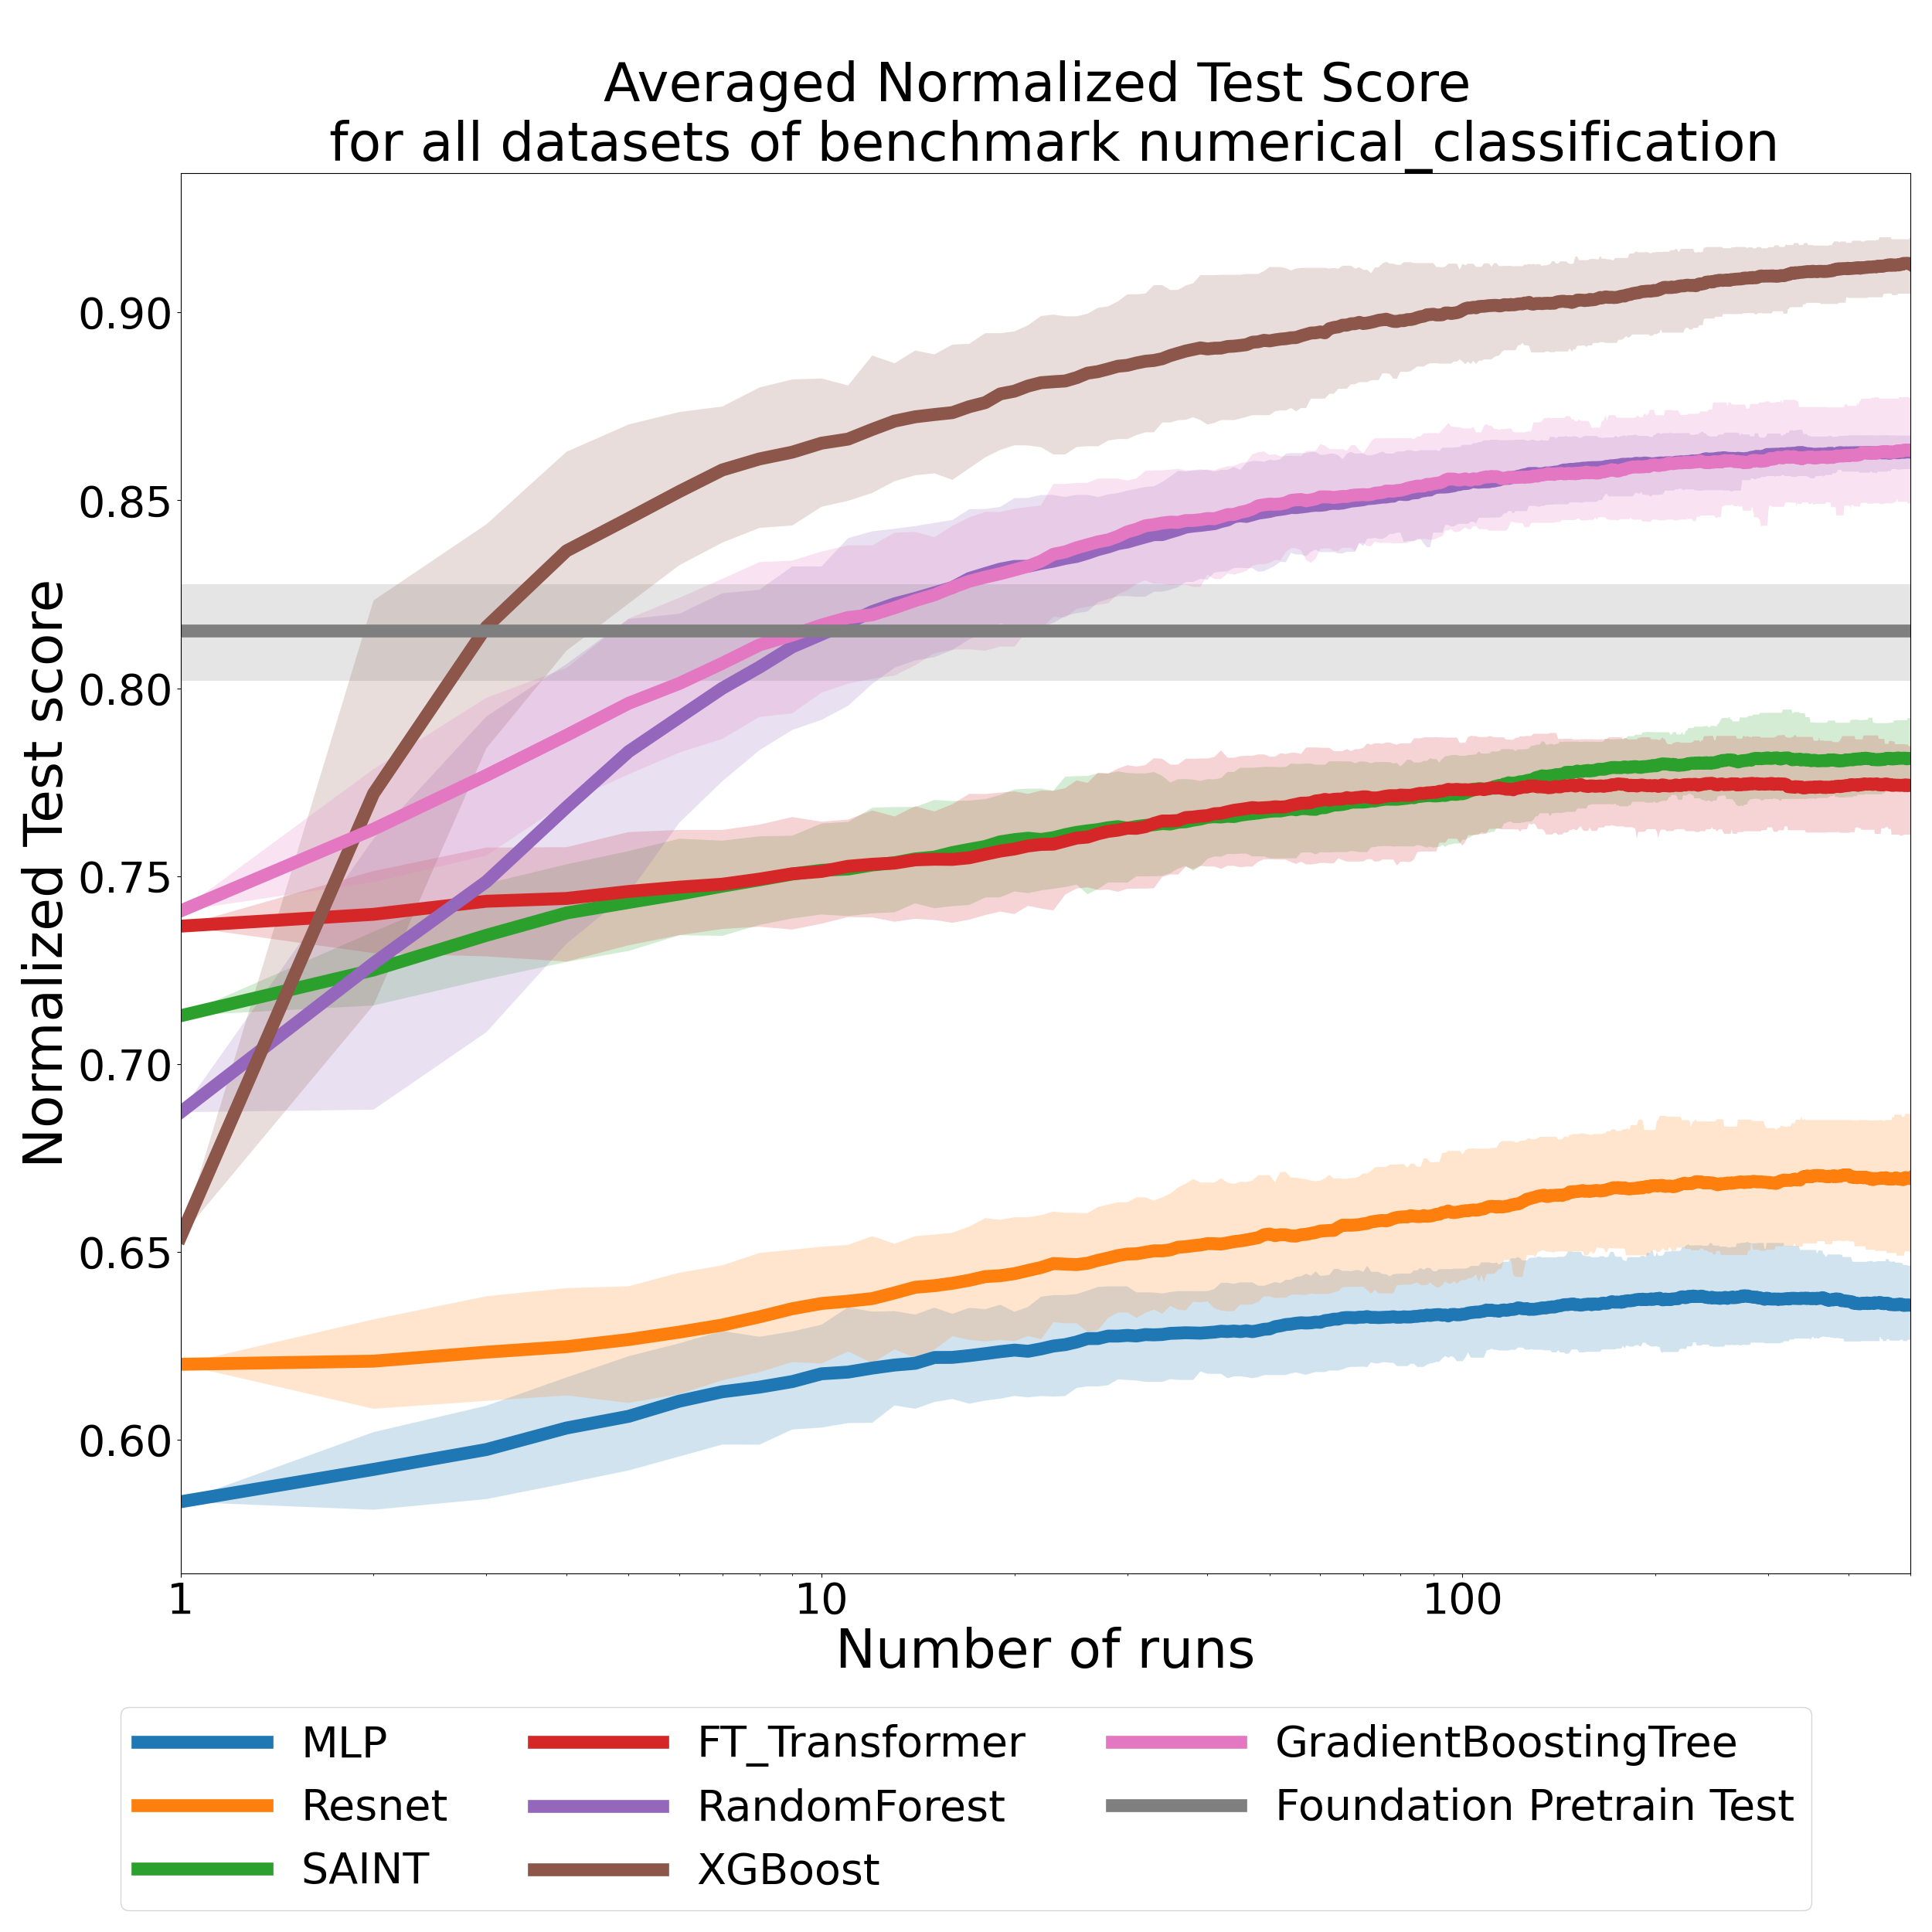 Averaged Normalized Test Score
for all datasets of benchmark numerical_classification
Normalized Test score
0.90
0.85
0.80
0.75
0.70
0.65
0.60
1
10
100
Number of runs
MLP
Resnet
SAINT
FT_Transformer
RandomForest
XGBoost
GradientBoostingTree
Foundation Pretrain Test